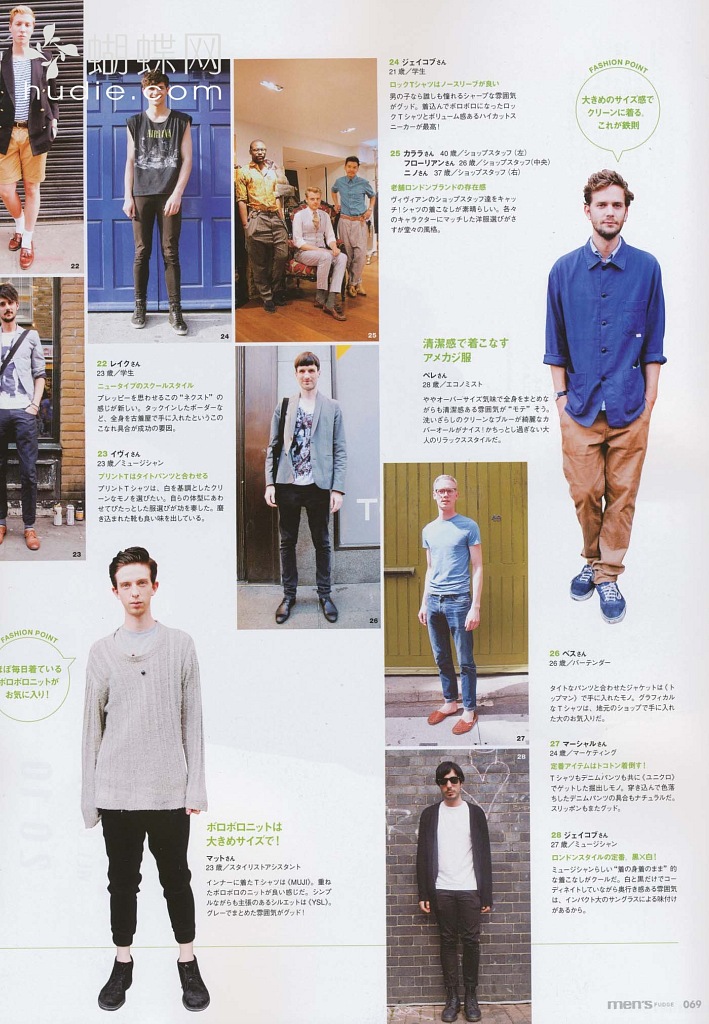 蝴蝶网
hudie.com
NIRVANA
22
24
25
24 ジェイコブさん
21 歳／学生
ロックTシャツはノースリーブが良い
男の子なら誰しも憧れるシャープな雰囲気
がグッド。着込んでボロボロになったロッ
クTシャツとボリューム感あるハイカットス
ニーカーが最高！
25 カララさん 40 歳／ショップスタッフ（左）
フローリアンさん 26 歳／ショップスタッフ（中央）
ニノさん 37 歳／ショップスタッフ（右）
老舗ロンドンブランドの存在感
ヴィヴィアンのショップスタッフ達をキャッ
チ！シャツの着こなしが素晴らしい。各々
のキャラクターにマッチした洋服選びがさ
すが堂々の風格。
FASHION POINT
大きめのサイズ感で
クリーンに着る、
これが鉄則
清潔感で着こなす
アメカジ服
ペレさん
28 歳／エコノミスト
ややオーバーサイズ気味で全身をまとめな
がらも清潔感ある雰囲気が“モテ”そう。
洗いざらしのクリーンなブルーが綺麗なカ
バーオールがナイス！かちっとし過ぎない大
人のリラックススタイルだ。
22 レイクさん
23 歳／学生
ニュータイプのスクールスタイル
プレッピーを思わせるこの“ネクスト”の
感じが新しい。タックインしたボーダーな
ど、全身を古着屋で手に入れたというこの
こなれ具合が成功の要因。
23 イヴィさん
23 歳／ミュージシャン
プリントTはタイトパンツと合わせる
プリントTシャツは、白を基調としたクリ
ーンなモノを選びたい。自らの体型にあわ
せてぴたっとした服選びが功を奏した。磨
き込まれた靴も良い味を出している。
23
26
27
28
FASHION POINT
ほぼ毎日着ている
ボロボロニットが
お気に入り！
ボロボロニットは
大きめサイズで！
マットさん
23 歳／スタイリストアシスタント
インナーに着たTシャツは〈MUJI〉。重ね
たボロボロのニットが良い感じだ。シンプ
ルながらも主張のあるシルエットは〈YSL〉。
グレーでまとめた雰囲気がグッド！
26 ベスさん
26 歳／バーテンダー
タイトなパンツと合わせたジャケットは〈ト
ップマン〉で手に入れたモノ。グラフィカル
なTシャツは、地元のショップで手に入れ
た大のお気入りだ。
27 マーシャルさん
24 歳／マーケティング
定番アイテムはトコトン着倒す！
TシャツもデニムパンツもVに〈ユニクロ〉
でゲットした掘出しモノ。穿き込んで色落
ちしたデニムパンツの具合もナチュラルだ。
スリッポンもまたグッド。
28 ジェイコブさん
27 歳／ミュージシャン
ロンドンスタイルの定番、黒×白！
ミュージシャンらしい“着の身着のまま”的
な着こなしがクールだ。白と黒だけでコー
ディネイトしていながら奥行き感ある雰囲気
は、インパクト大のサングラスによる味付け
があるから。
men's FUDGE 069